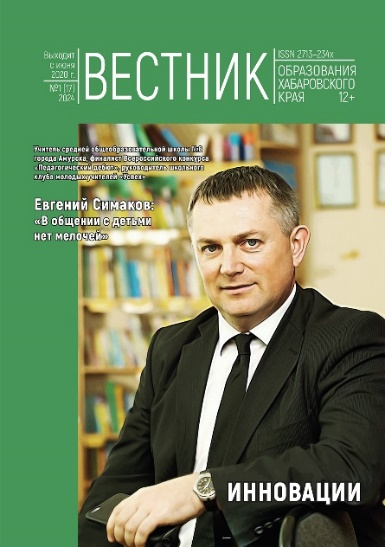 Выходит
с июня
2020 г.
№1 (17)
2024
ВЕСТНИК
ISSN 2713-234x
ОБРАЗОВАНИЯ
ХАБАРОВСКОГО
КРАЯ 12+
Учитель средней общеобразовательной школы №6
города Амурска, финалист Всероссийского конкурса
«Педагогический дебют», руководитель школьного
клуба молодых учителей «Успех»
Евгений Симаков:
«В общении с детьми
нет мелочей»
ИННОВАЦИИ